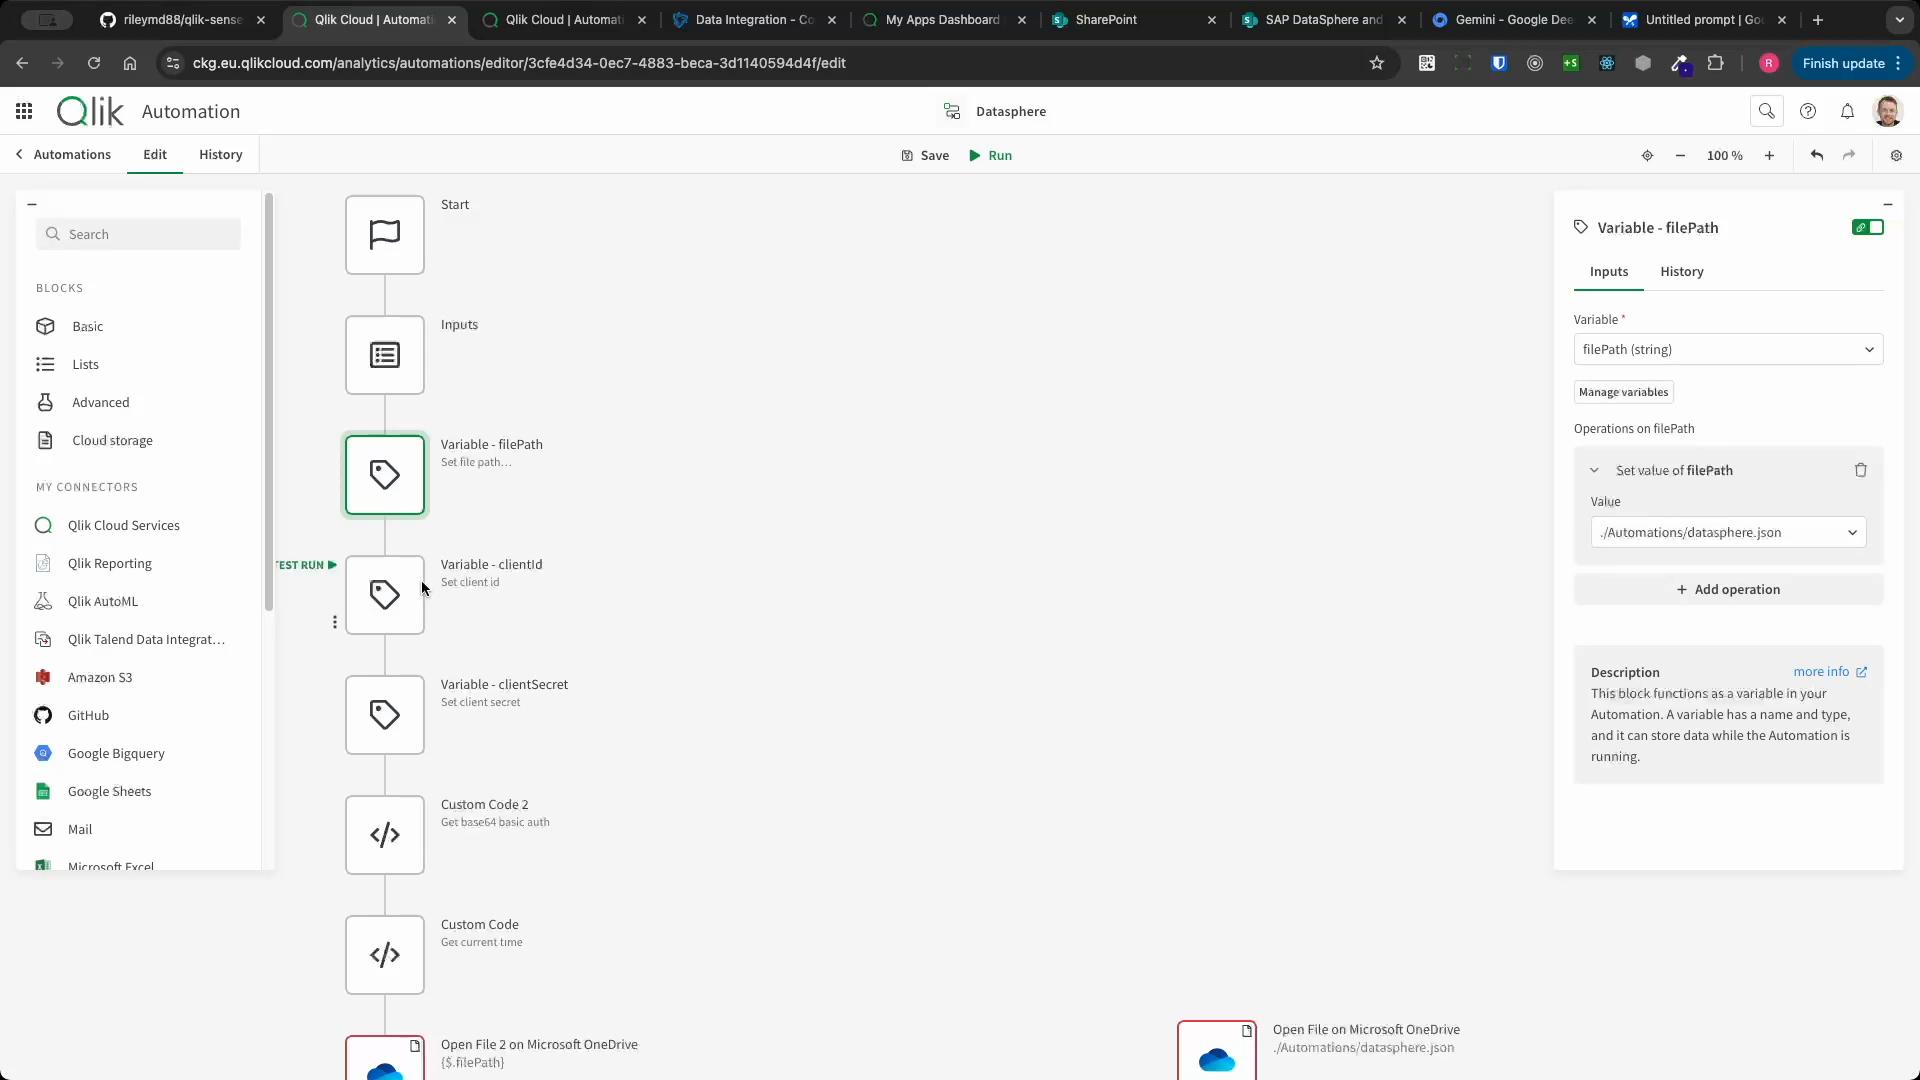 rileymd88/qlik-sense
Qlik Cloud | Automati
Qlik Cloud | Automati
Data Integration - Co
My Apps Dashboard
SharePoint
SAP DataSphere and
Gemini - Google Dee
Untitled prompt | Go
ckg.eu.qlikcloud.com/analytics/automations/editor/3cfe4d34-0ec7-4883-beca-3d1140594d4f/edit
+S
R
Finish update
Qlik
Automation
Datasphere
Automations
Edit
History
Save
Run
100 %
Search
BLOCKS
Basic
Lists
Advanced
Cloud storage
MY CONNECTORS
Qlik Cloud Services
Qlik Reporting
Qlik AutoML
Qlik Talend Data Integrat...
Amazon S3
GitHub
Google Bigquery
Google Sheets
Mail
Microsoft Excel
Start
Inputs
Variable - filePath
Set file path...
TEST RUN
Variable - clientId
Set client id
Variable - clientSecret
Set client secret
Custom Code 2
Get base64 basic auth
Custom Code
Get current time
Open File 2 on Microsoft OneDrive
{$.filePath}
Open File on Microsoft OneDrive
./Automations/datasphere.json
Variable - filePath
Inputs
History
Variable *
filePath (string)
Manage variables
Operations on filePath
Set value of filePath
Value
./Automations/datasphere.json
+ Add operation
Description
more info
This block functions as a variable in your
Automation. A variable has a name and type,
and it can store data while the Automation is
running.